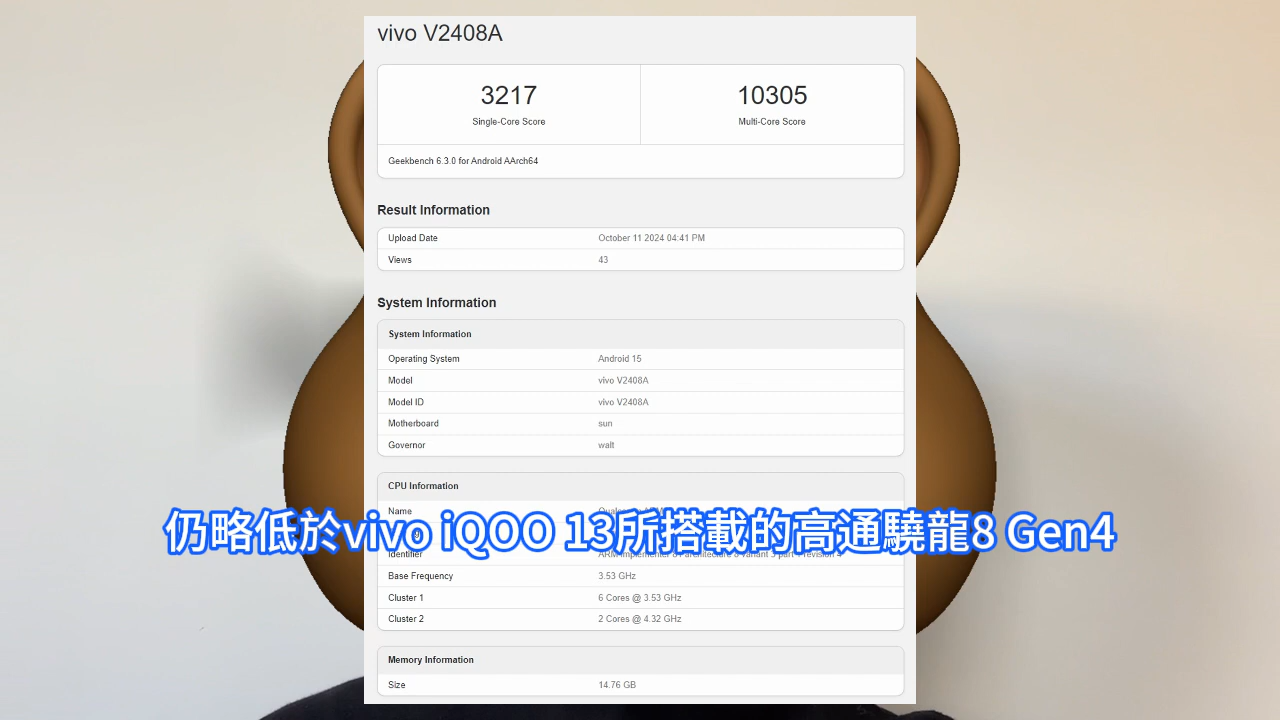 vivo V2408A
3217
Single-Core Score
10305
Multi-Core Score
Geekbench 6.3.0 for Android AArch64
Result Information
Upload Date October 11 2024 04:41 PM
Views 43
System Information
System Information
Operating System Android 15
Model vivo V2408A
Model ID vivo V2408A
Motherboard sun
Governor walt
CPU Information
Name
仍略低於vivo iQOO 13所搭載的高通驍龍8 Gen4
Identifier
Base Frequency 3.53 GHz
Cluster 1 6 Cores @ 3.53 GHz
Cluster 2 2 Cores @ 4.32 GHz
Memory Information
Size 14.76 GB